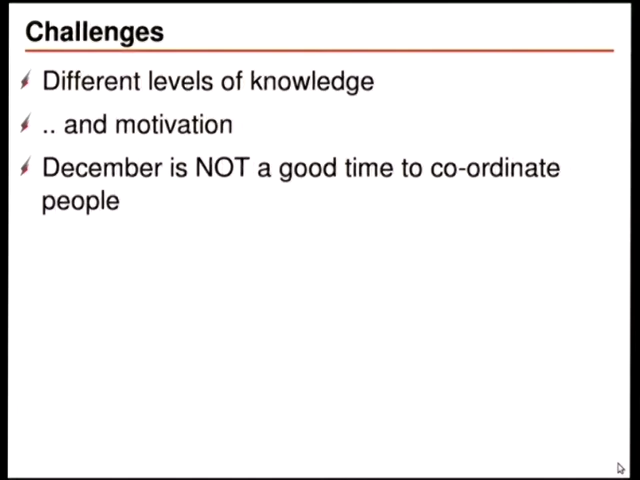 Challenges
Different levels of knowledge
.. and motivation
December is NOT a good time to co-ordinate
people